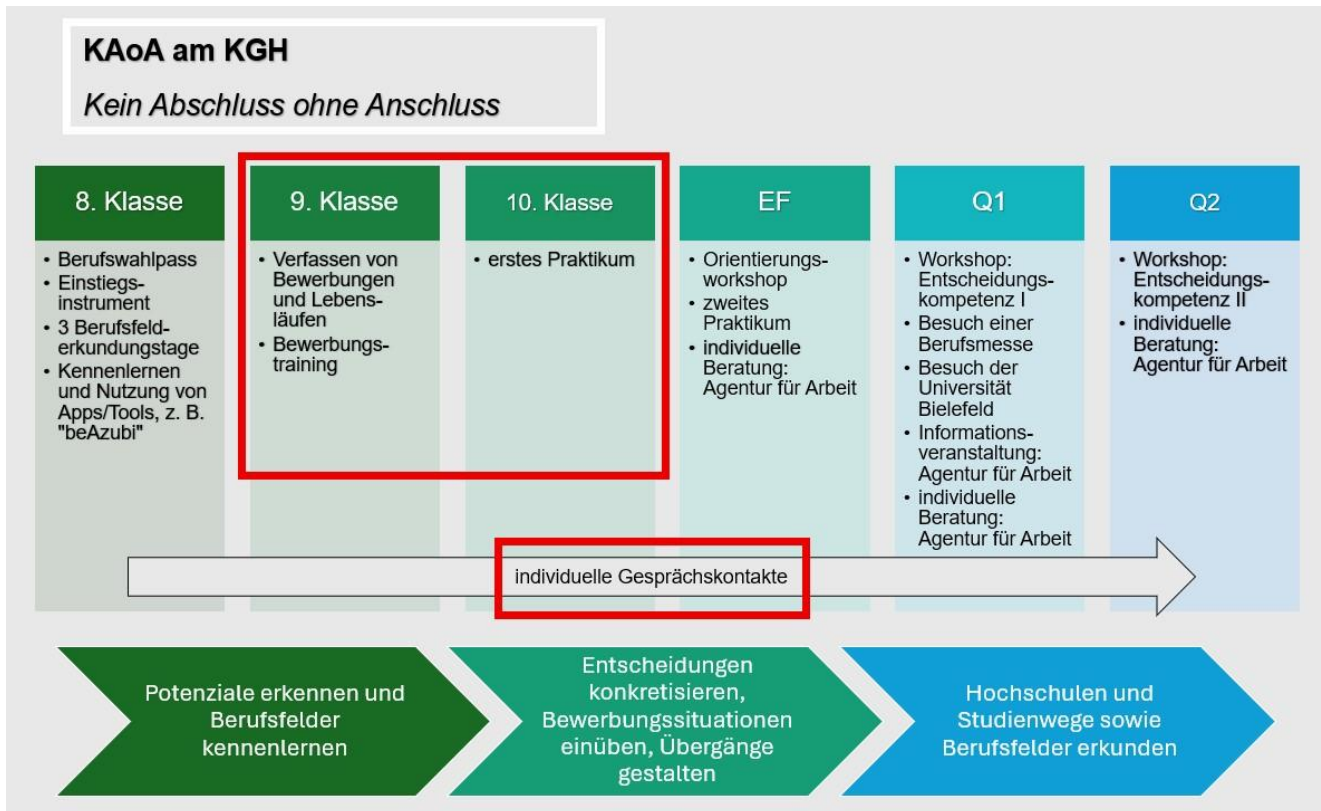 KAoA am KGH
Kein Abschluss ohne Anschluss
8. Klasse
• Berufswahlpass
• Einstiegs-
instrument
• 3 Berufsfeld-
erkundungstage
• Kennenlernen
und Nutzung von
Apps/Tools, z. B.
"beAzubi"
9. Klasse
• Verfassen von
Bewerbungen
und Lebens-
läufen
• Bewerbungs-
training
10. Klasse
• erstes Praktikum
EF
• Orientierungs-
workshop
• zweites
Praktikum
• individuelle
Beratung:
Agentur für Arbeit
Q1
• Workshop:
Entscheidungs-
kompetenz I
• Besuch einer
Berufsmesse
• Besuch der
Universität
Bielefeld
• Informations-
veranstaltung:
Agentur für Arbeit
• individuelle
Beratung:
Agentur für Arbeit
Q2
• Workshop:
Entscheidungs-
kompetenz II
• individuelle
Beratung:
Agentur für Arbeit
individuelle Gesprächskontakte
Potenziale erkennen und
Berufsfelder
kennenlernen
Entscheidungen
konkretisieren,
Bewerbungssituationen
einüben, Übergänge
gestalten
Hochschulen und
Studienwege sowie
Berufsfelder erkunden